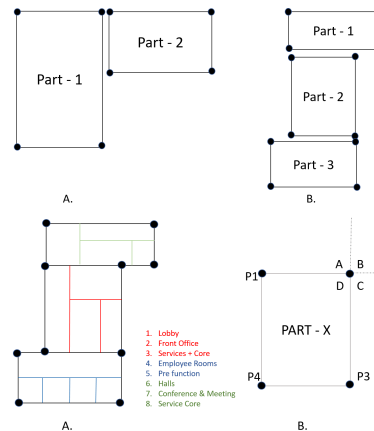 Part - 1
Part - 2
A.
Part - 1
Part - 2
Part - 3
B.
1. Lobby
2. Front Office
3. Services + Core
4. Employee Rooms
5. Pre function
6. Halls
7. Conference & Meeting
8. Service Core
A.
A B
P1
D C
PART - X
P4 P3
B.